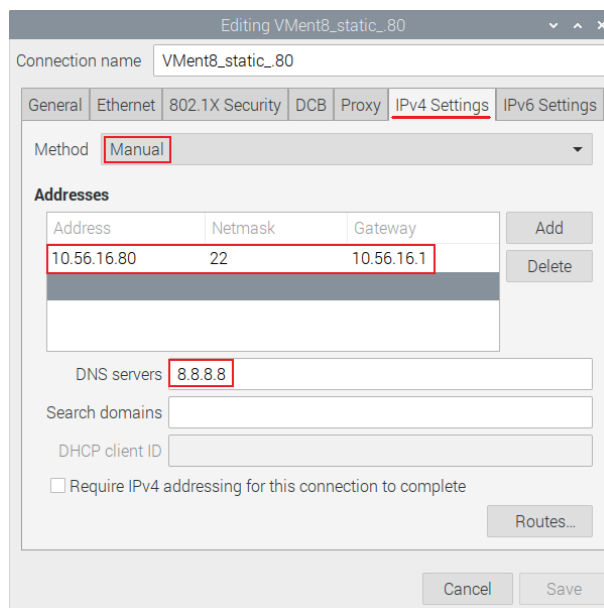 Editing VMent8_static_.80
Connection name VMent8_static_.80
General Ethernet 802.1X Security DCB Proxy IPv4 Settings IPv6 Settings
Method Manual
Addresses
Address Netmask Gateway Add
10.56.16.80 22 10.56.16.1
Delete
DNS servers 8.8.8.8
Search domains
DHCP client ID
Require IPv4 addressing for this connection to complete
Routes...
Cancel Save